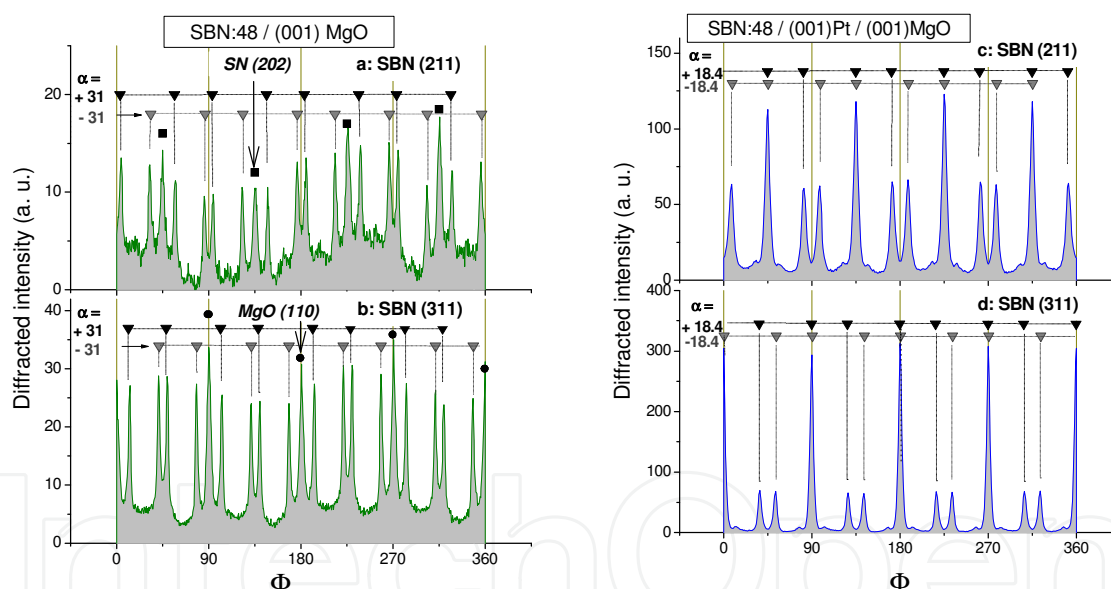 SBN:48 / (001) MgO
SN (202)
a: SBN (211)
α =
+ 31
- 31
20
10
0
Diffracted intensity (a. u.)
MgO (110)
b: SBN (311)
α =
+ 31
- 31
40
30
20
10
0
0 90 180 270 360
Φ
SBN:48 / (001)Pt / (001)MgO
c: SBN (211)
α =
+ 18.4
-18.4
150
100
50
0
Diffracted intensity (a. u.)
d: SBN (311)
α =
+ 18.4
-18.4
400
300
200
100
0
0 90 180 270 360
Φ
InTechOpen